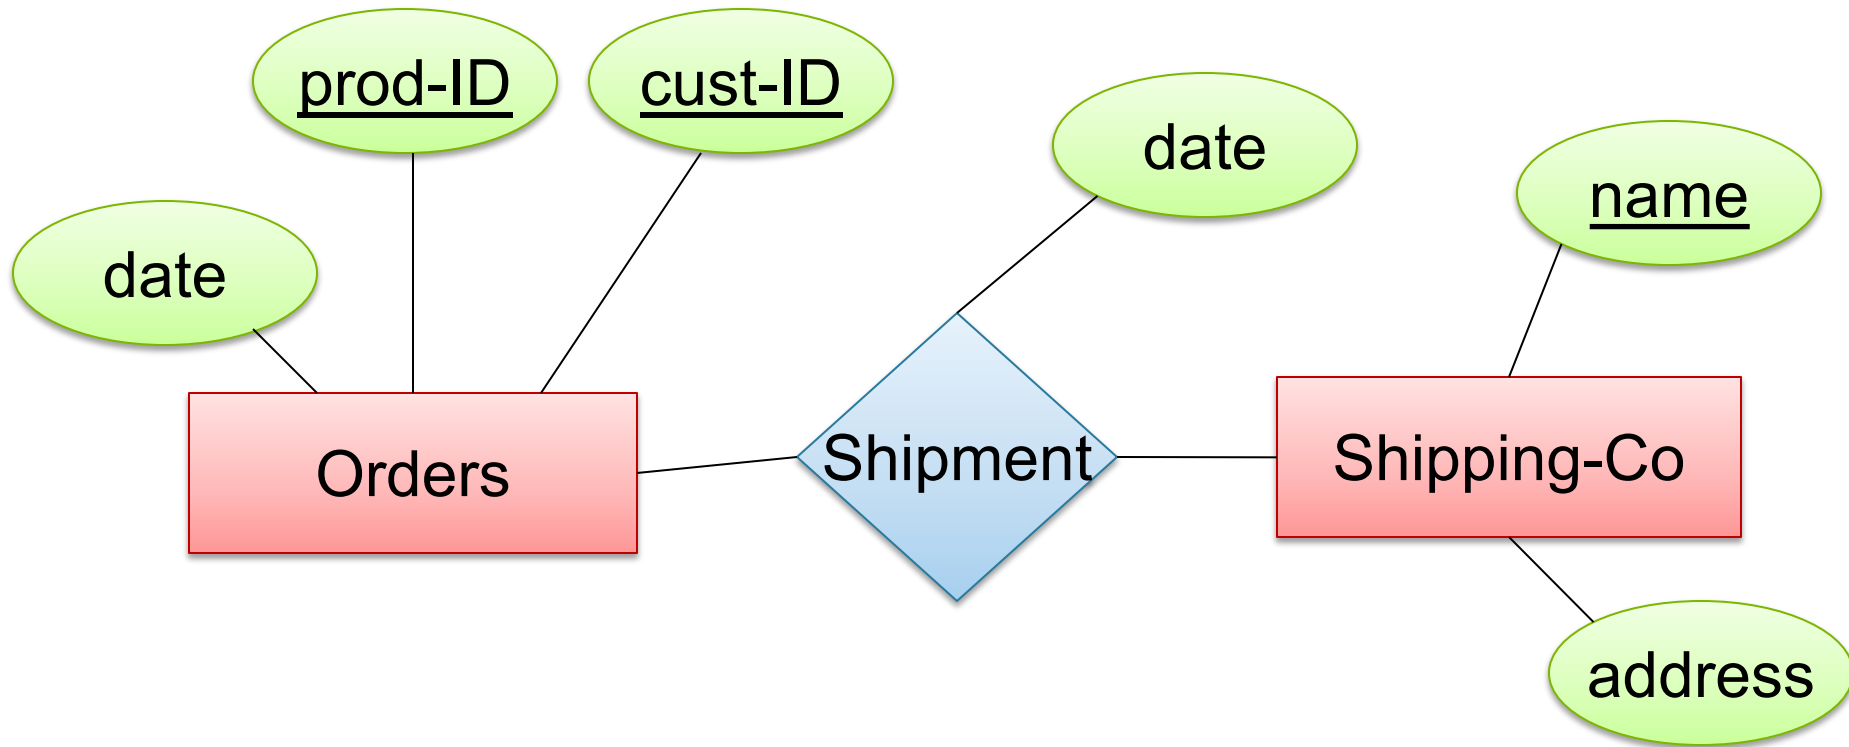 prod-ID
cust-ID
date
name
date
Orders
Shipment
Shipping-Co
address